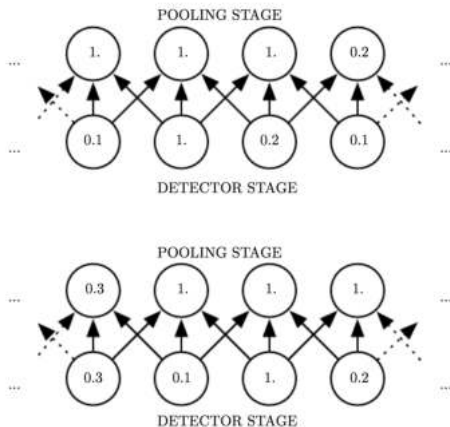 POOLING STAGE
... 1. 1. 1. 0.2 ...
... 0.1 1. 0.2 0.1 ...
DETECTOR STAGE
POOLING STAGE
... 0.3 1. 1. 1. ...
... 0.3 0.1 1. 0.2 ...
DETECTOR STAGE